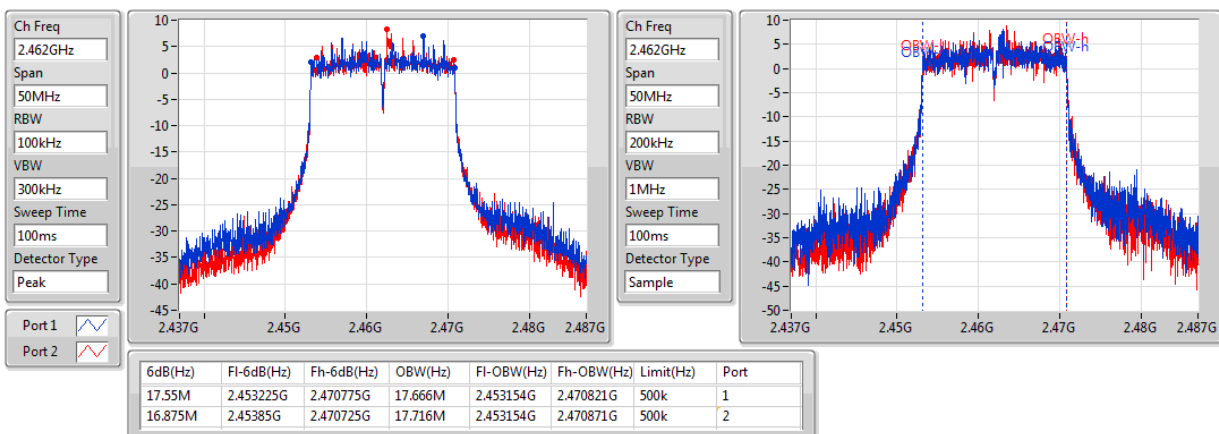 Ch Freq
2.462GHz
Span
50MHz
RBW
100kHz
VBW
300kHz
Sweep Time
100ms
Detector Type
Peak
Port 1
Port 2
10
5
0
-5
-10
-15
-20
-25
-30
-35
-40
-45
2.437G 2.45G 2.46G 2.47G 2.487G
Ch Freq
2.462GHz
Span
50MHz
RBW
200kHz
VBW
1MHz
Sweep Time
100ms
Detector Type
Sample
10
5
0
-5
-10
-15
-20
-25
-30
-35
-40
-45
-50
OBW-h
OBW-h
2.437G 2.45G 2.46G 2.47G 2.48G 2.487G
6dB(Hz) Fl-6dB(Hz) Fh-6dB(Hz) OBW(Hz) Fl-OBW(Hz) Fh-OBW(Hz) Limit(Hz) Port
17.55M 2.453225G 2.470775G 17.666M 2.453154G 2.470821G 500k 1
16.875M 2.45385G 2.470725G 17.716M 2.453154G 2.470871G 500k 2